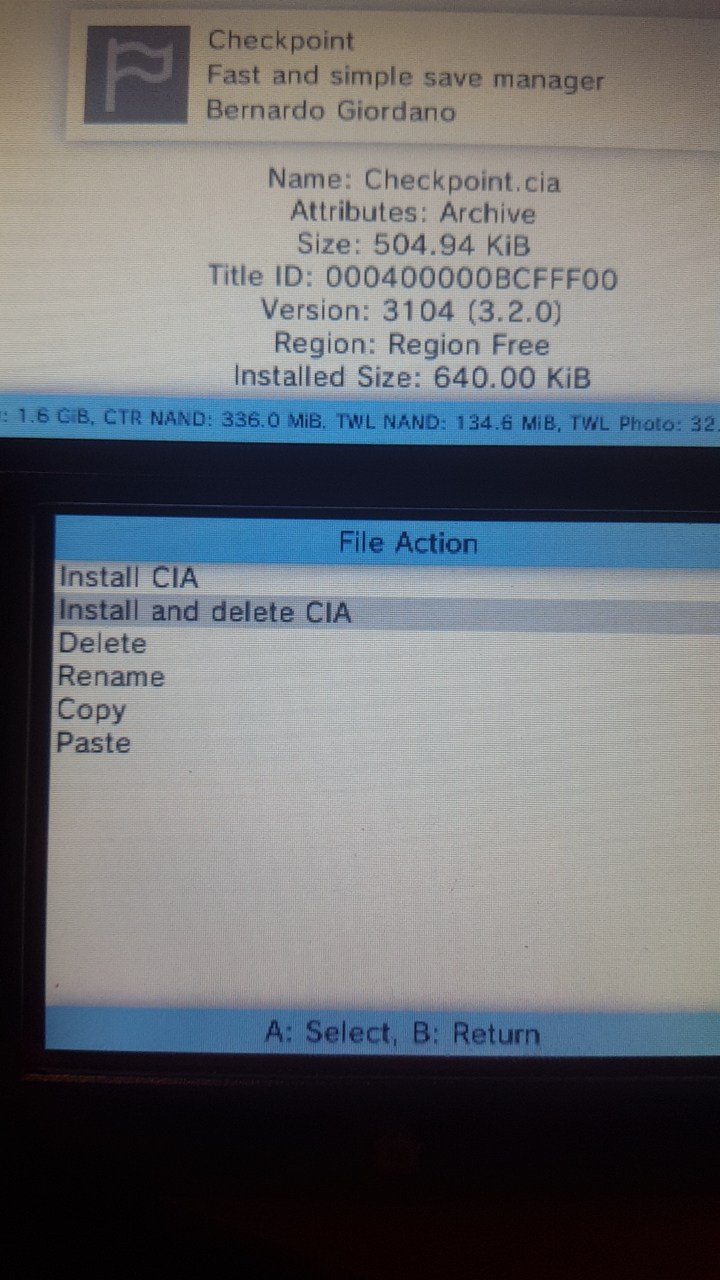 Checkpoint
Fast and simple save manager
Bernardo Giordano
Name: Checkpoint.cia
Attributes: Archive
Size: 504.94 KiB
Title ID: 000400000BCFFF00
Version: 3104 (3.2.0)
Region: Region Free
Installed Size: 640.00 KiB
: 1.6 GiB, CTR NAND: 336.0 MiB, TWL NAND: 134.6 MiB, TWL Photo: 32.
File Action
Install CIA
Install and delete CIA
Delete
Rename
Copy
Paste
A: Select, B: Return